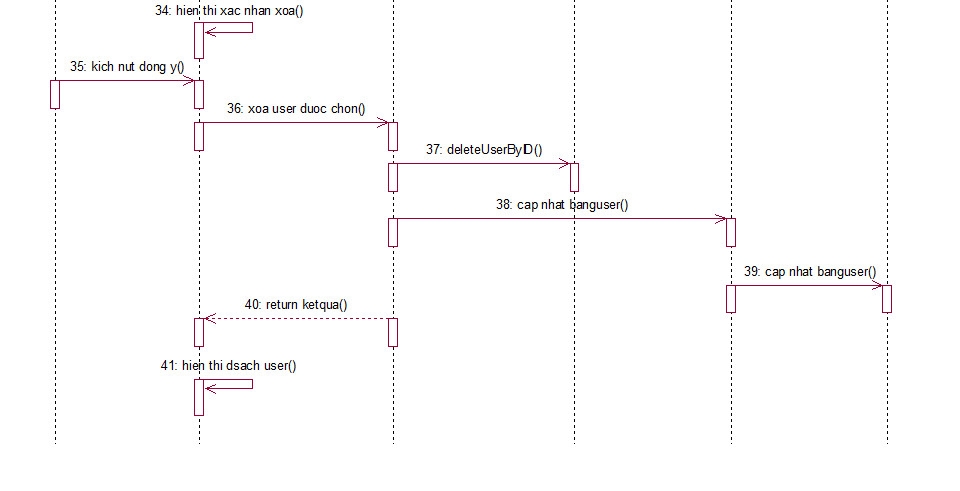 34: hien thi xac nhan xoa()
35: kich nut dong y()
36: xoa user duoc chon()
37: deleteUserByID()
38: cap nhat banguser()
39: cap nhat banguser()
40: return ketqua()
41: hien thi dsach user()